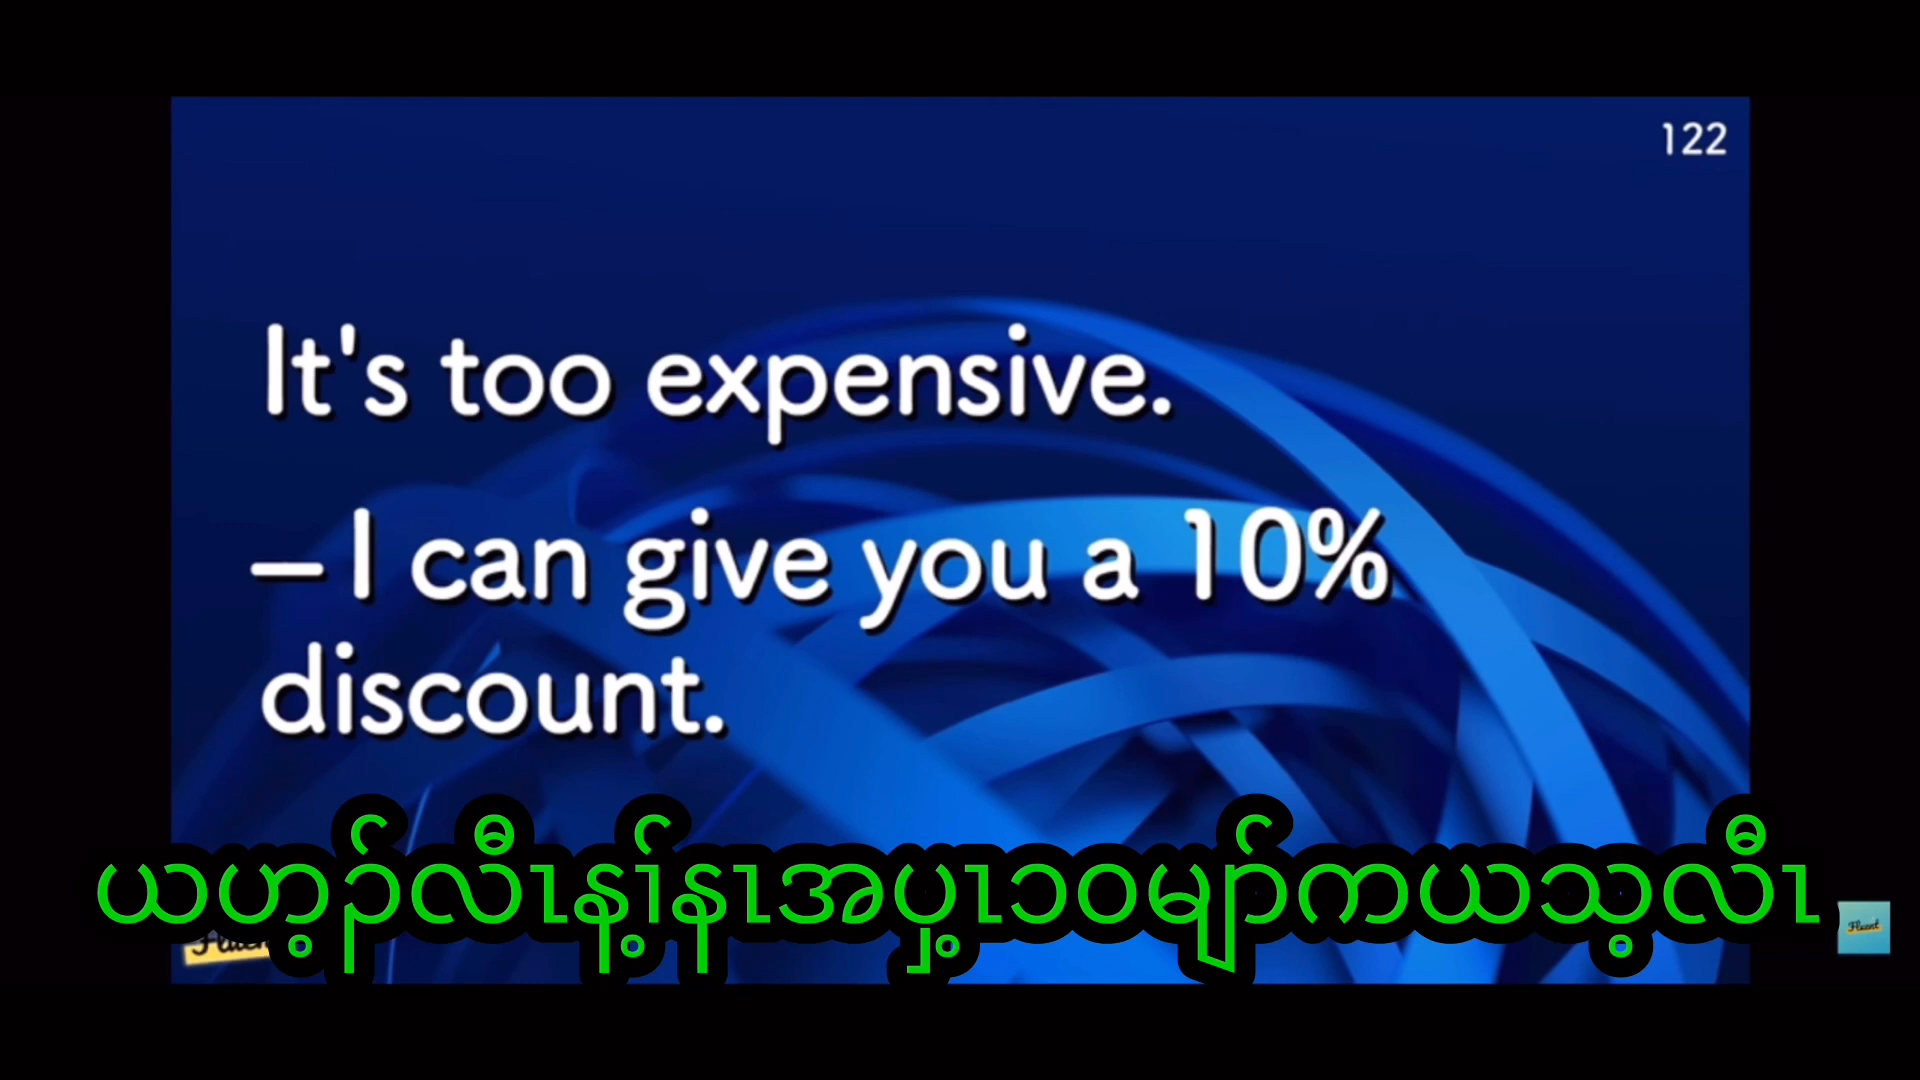 122
It's too expensive.
– I can give you a 10%
discount.
ယဟ့ၣ်လီၤန့ၢ်နၤအပှ့ၤ၁၀မျာ်ကယသ့လီၤ
Fluent